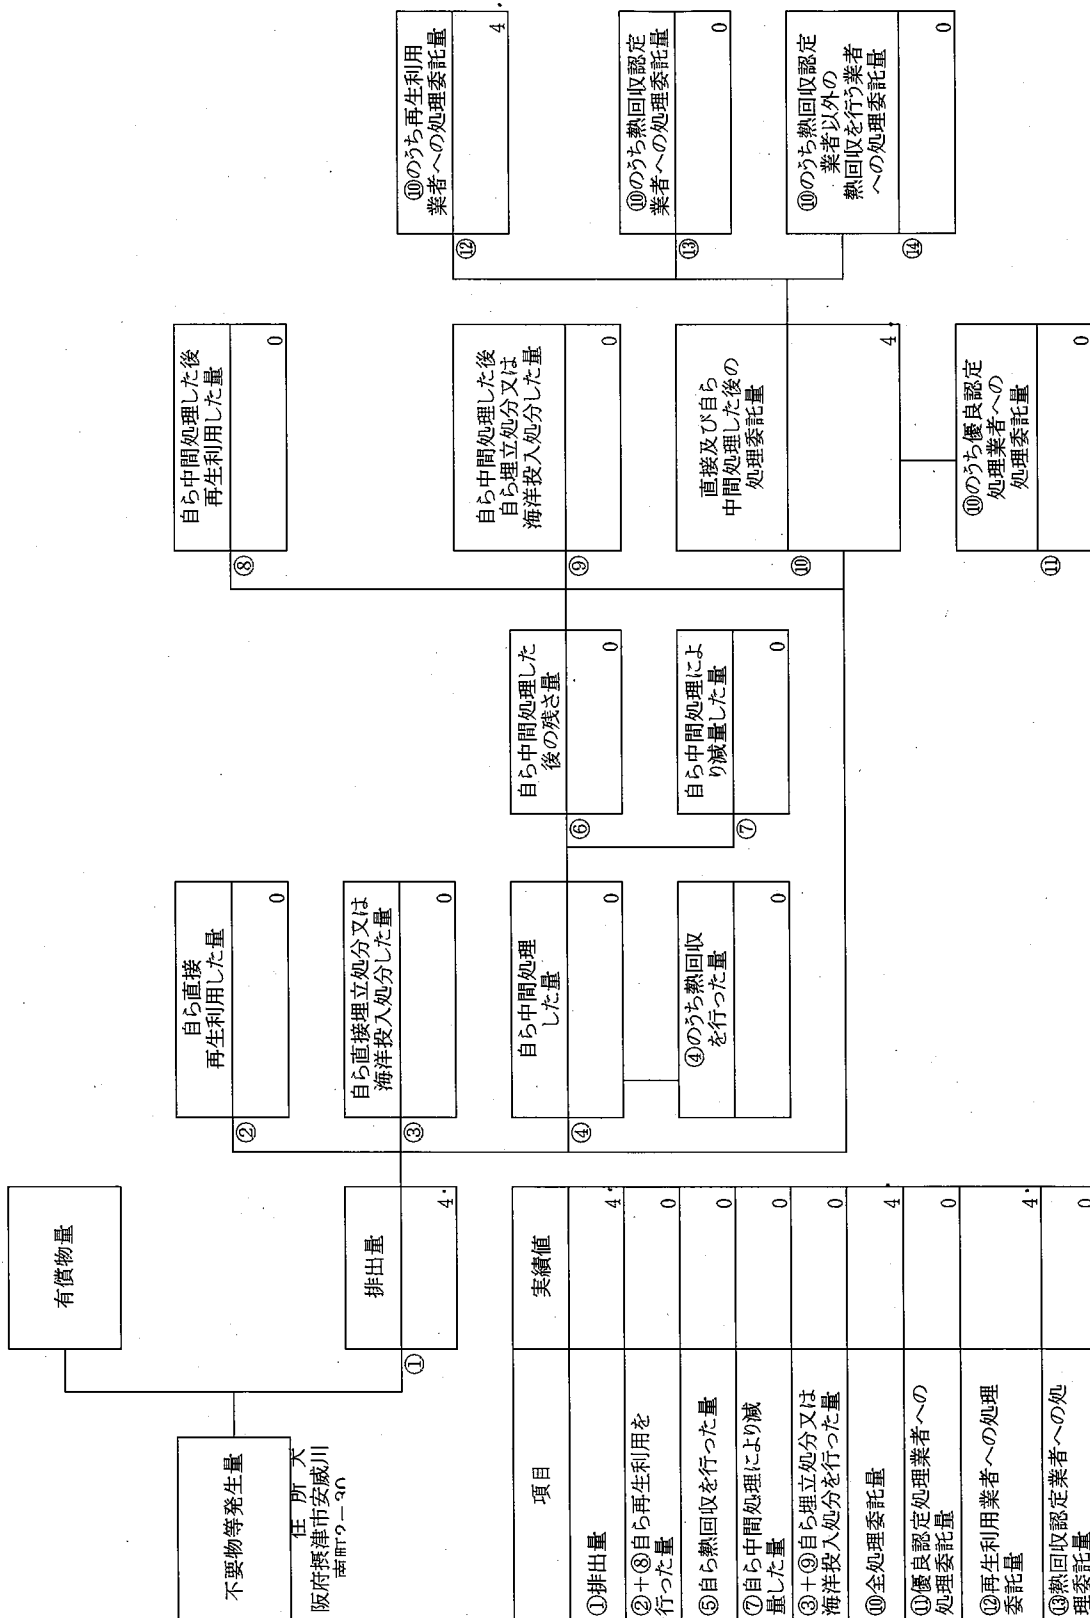 有償物量
不要物等発生量
住　所　大
阪府摂津市安威川
南町2－30
①
排出量
4
②
自ら直接
再生利用した量
0
③
自ら直接埋立処分又は
海洋投入処分した量
0
④
自ら中間処理
した量
0
④のうち熱回収
を行った量
0
⑥
自ら中間処理した
後の残さ量
0
⑦
自ら中間処理によ
り減量した量
0
⑧
自ら中間処理した後
再生利用した量
0
⑨
自ら中間処理した後
自ら埋立処分又は
海洋投入処分した量
0
⑩
直接及び自ら
中間処理した後の
処理委託量
4
⑪
⑩のうち優良認定
処理業者への
処理委託量
0
⑫
⑩のうち再生利用
業者への処理委託量
4
⑬
⑩のうち熱回収認定
業者への処理委託量
0
⑭
⑩のうち熱回収認定
業者以外の
熱回収を行う業者
への処理委託量
0
項目 実績値
①排出量 4
②+⑧自ら再生利用を
行った量 0
⑤自ら熱回収を行った量 0
⑦自ら中間処理により減
量した量 0
③+⑨自ら埋立処分又は
海洋投入処分を行った量 0
⑩全処理委託量 4
⑪優良認定処理業者への
処理委託量 0
⑫再生利用業者への処理
委託量 4
⑬熱回収認定業者への処
理委託量 0